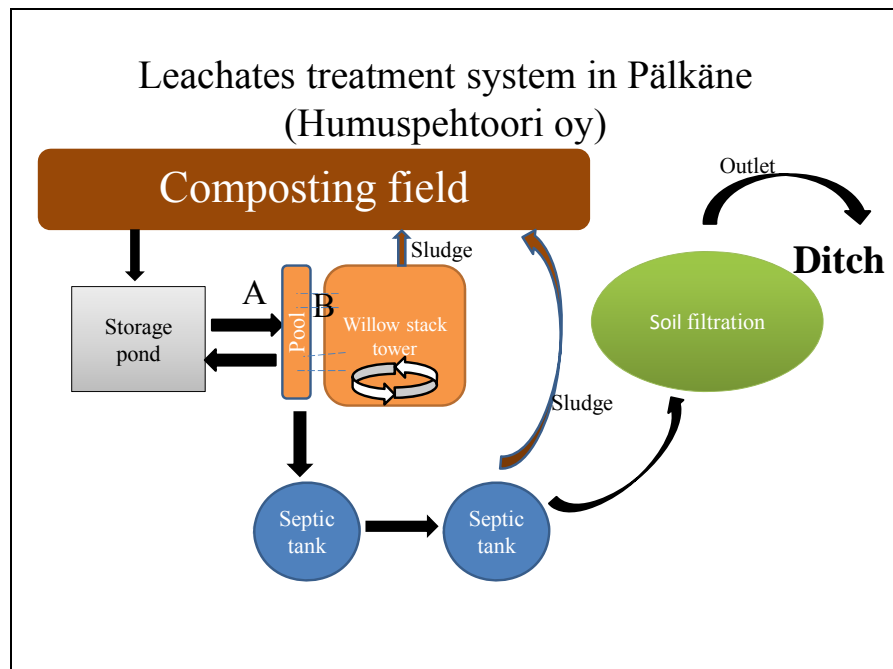 Leachates treatment system in Pälkäne
(Humuspehtoori oy)
Composting field
Outlet
Ditch
Sludge
A
B
Storage
pond
Pool
Willow stack
tower
Soil filtration
Sludge
Septic
tank
Septic
tank